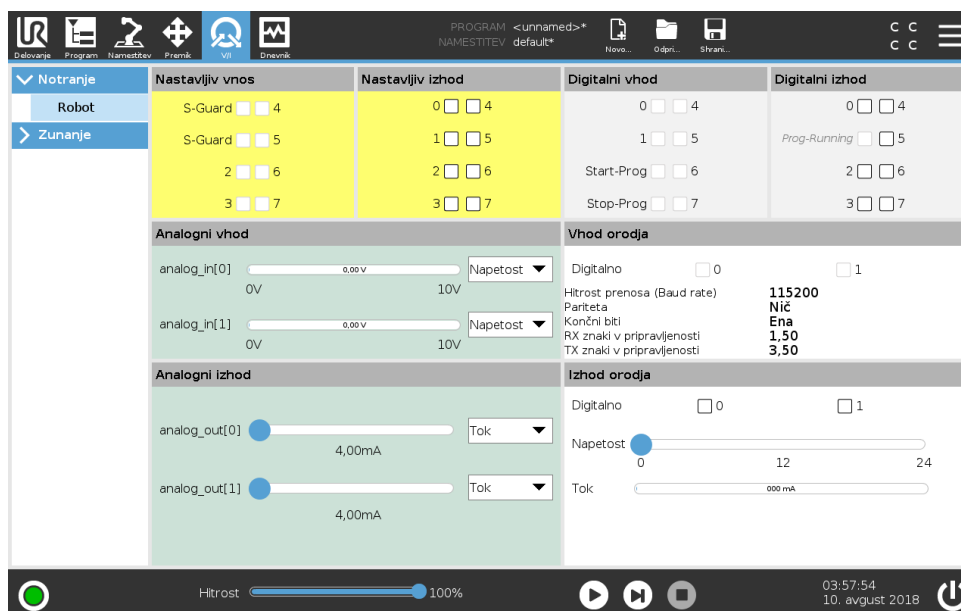 PROGRAM <unnamed>*
NAMESTITEV default*
Delovanje Program Namestitev Premik V/I Dnevnik Novo... Odpri... Shrani...
C C
C C
Notranje
Robot
Zunanje
Nastavljiv vnos
S-Guard 4
S-Guard 5
2 6
3 7
Nastavljiv izhod
0 4
1 5
2 6
3 7
Digitalni vhod
0 4
1 5
Start-Prog 6
Stop-Prog 7
Digitalni izhod
0 4
Prog-Running 5
2 6
3 7
Analogni vhod
analog_in[0] 0,00 V Napetost
0V 10V
analog_in[1] 0,00 V Napetost
0V 10V
Vhod orodja
Digitalno 0 1
Hitrost prenosa (Baud rate) 115200
Pariteta Nič
Končni biti Ena
RX znaki v pripravljenosti 1,50
TX znaki v pripravljenosti 3,50
Analogni izhod
analog_out[0] Tok
4,00mA
analog_out[1] Tok
4,00mA
Izhod orodja
Digitalno 0 1
Napetost
0 12 24
Tok 000 mA
Hitrost 100%
03:57:54
10. avgust 2018